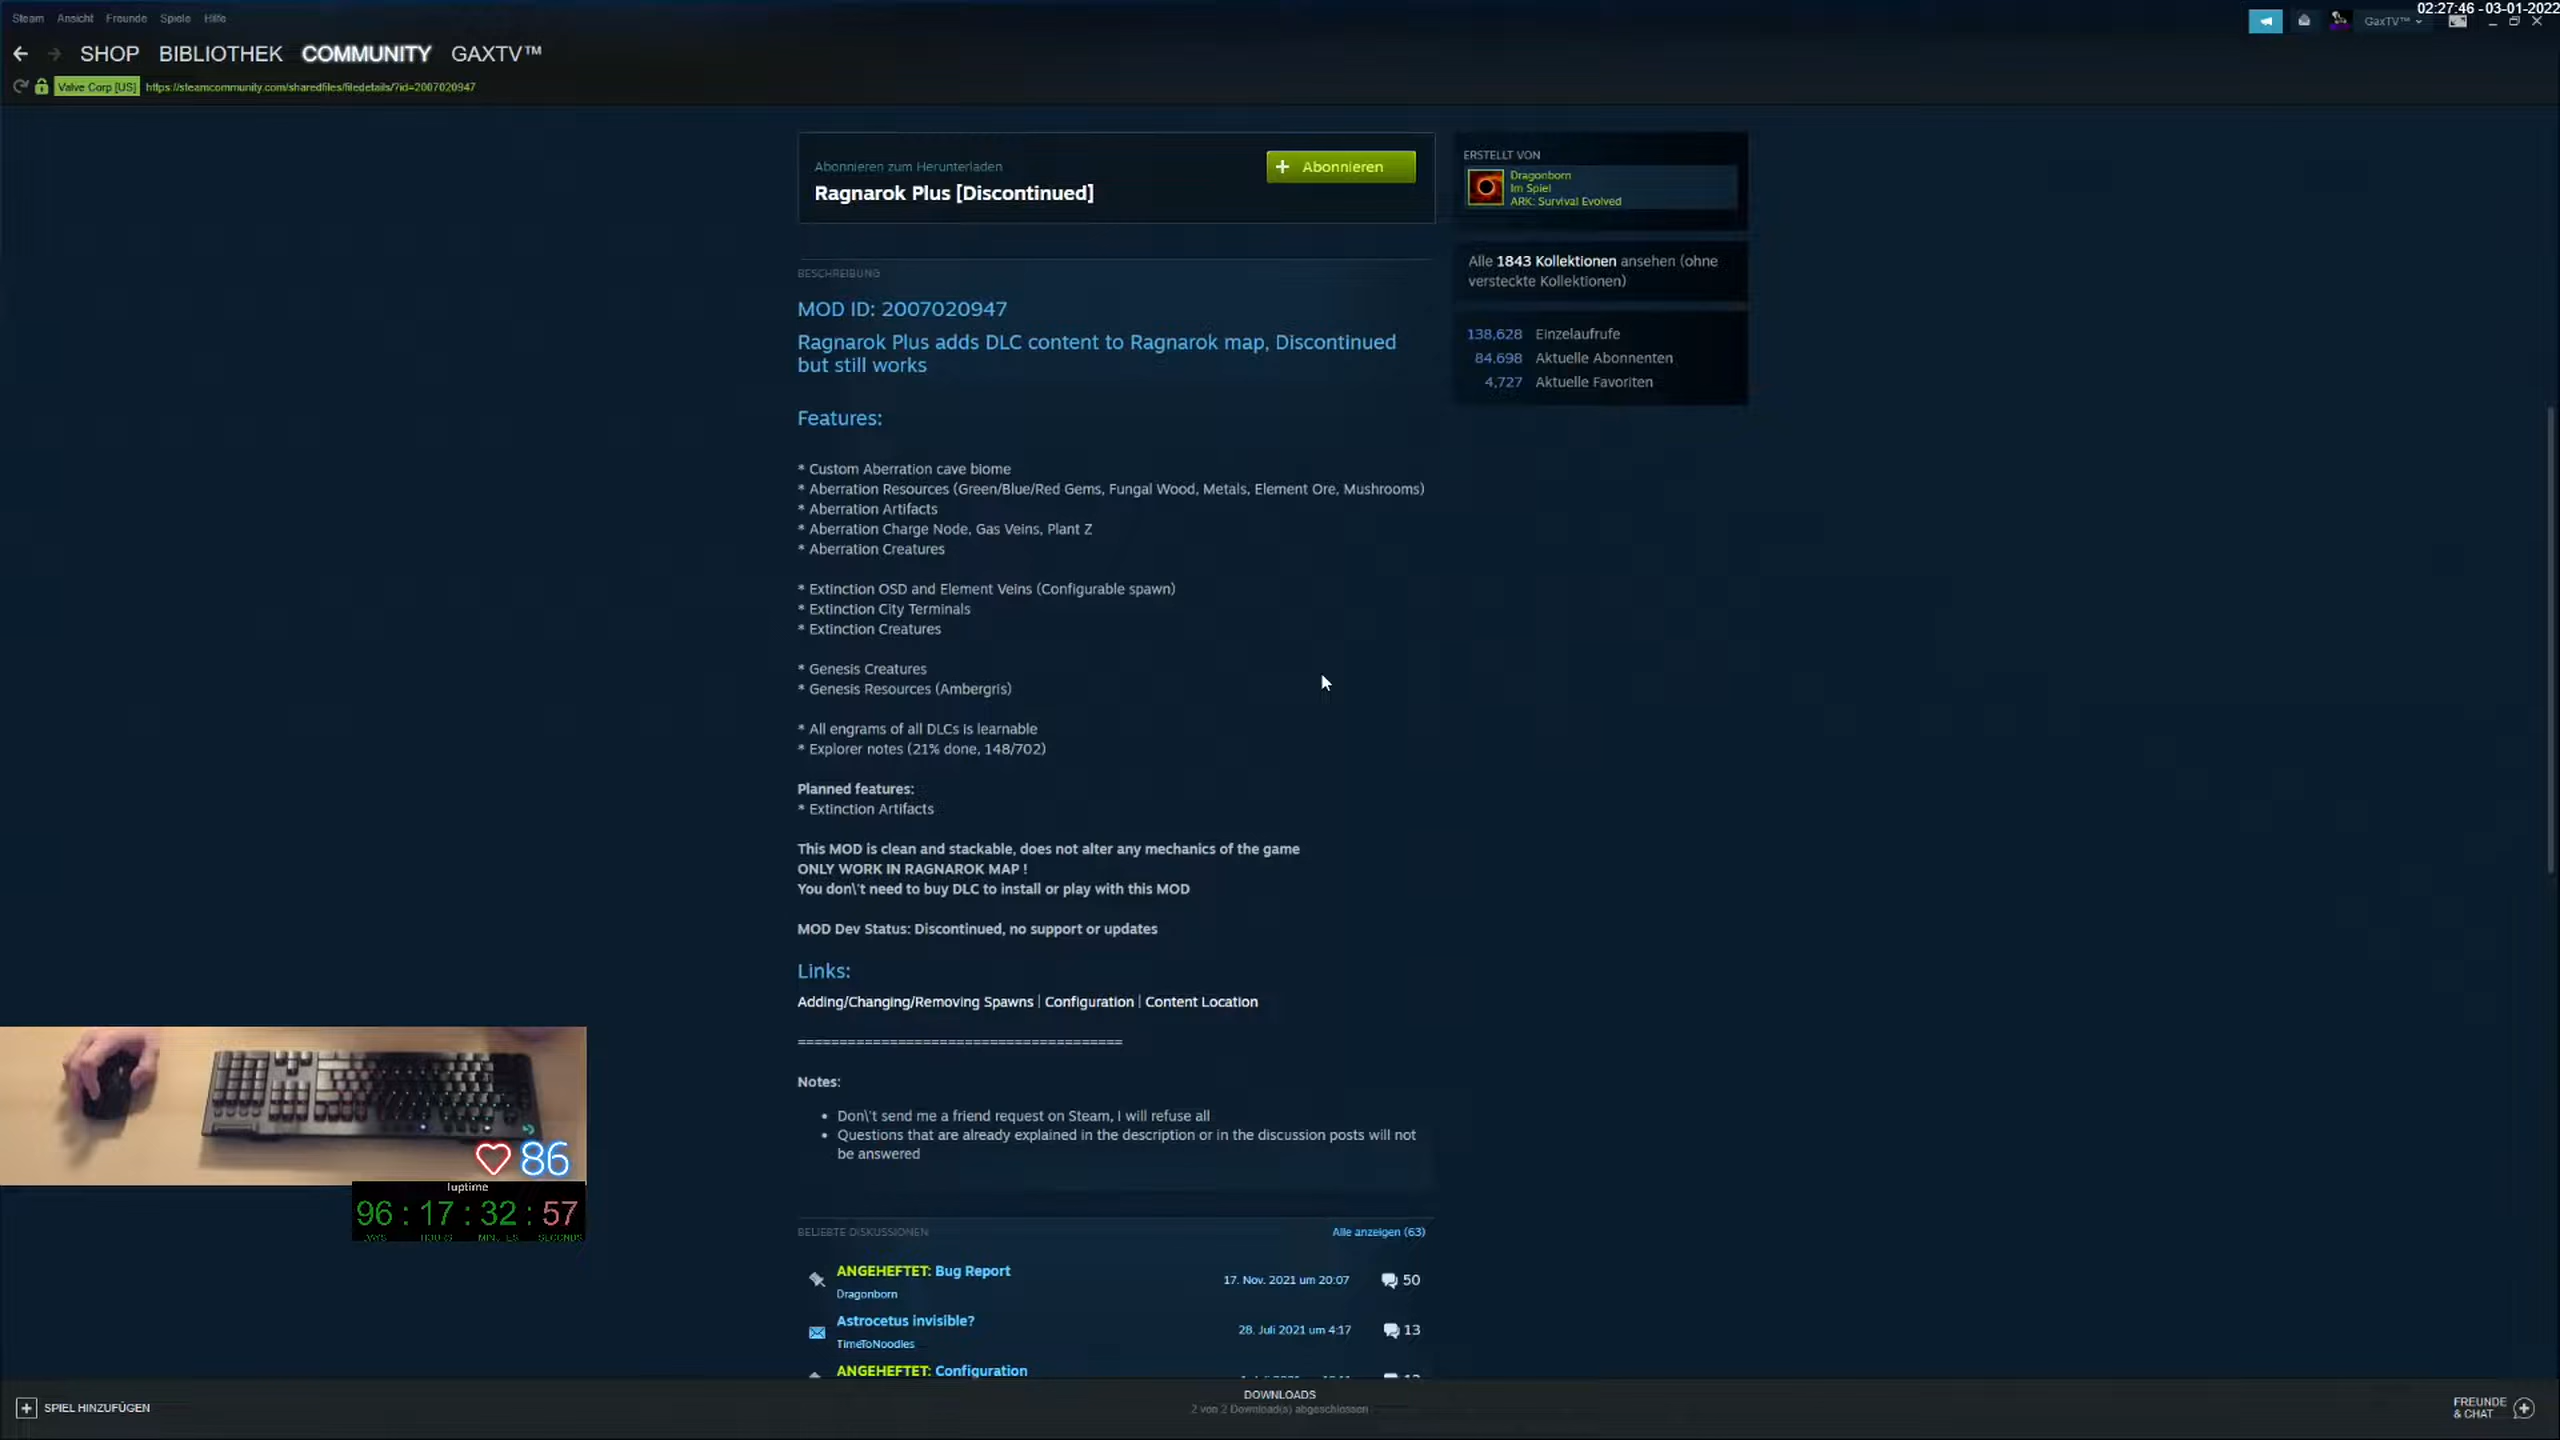 02:27:46 -03-01-2022
Steam Ansicht Freunde Spiele Hilfe
GaxTV™
SHOP BIBLIOTHEK COMMUNITY GAXTV™
Valve Corp [US] https://steamcommunity.com/sharedfiles/filedetails/?id=2007020947
Abonnieren zum Herunterladen
Ragnarok Plus [Discontinued]
+ Abonnieren
ERSTELLT VON
Dragonborn
Im Spiel
ARK: Survival Evolved
Alle 1843 Kollektionen ansehen (ohne
versteckte Kollektionen)
138,628 Einzelaufrufe
84,698 Aktuelle Abonnenten
4,727 Aktuelle Favoriten
BESCHREIBUNG
MOD ID: 2007020947
Ragnarok Plus adds DLC content to Ragnarok map, Discontinued
but still works
Features:
* Custom Aberration cave biome
* Aberration Resources (Green/Blue/Red Gems, Fungal Wood, Metals, Element Ore, Mushrooms)
* Aberration Artifacts
* Aberration Charge Node, Gas Veins, Plant Z
* Aberration Creatures
* Extinction OSD and Element Veins (Configurable spawn)
* Extinction City Terminals
* Extinction Creatures
* Genesis Creatures
* Genesis Resources (Ambergris)
* All engrams of all DLCs is learnable
* Explorer notes (21% done, 148/702)
Planned features:
* Extinction Artifacts
This MOD is clean and stackable, does not alter any mechanics of the game
ONLY WORK IN RAGNAROK MAP !
You don\'t need to buy DLC to install or play with this MOD
MOD Dev Status: Discontinued, no support or updates
Links:
Adding/Changing/Removing Spawns | Configuration | Content Location
=======================================
Notes:
• Don\'t send me a friend request on Steam, I will refuse all
• Questions that are already explained in the description or in the discussion posts will not
be answered
86
!uptime
96 : 17 : 32 : 57
DAYS HOURS MINUTES SECONDS
BELIEBTE DISKUSSIONEN
Alle anzeigen (63)
ANGEHEFTET: Bug Report
17. Nov. 2021 um 20:07
50
Dragonborn
Astrocetus invisible?
28. Juli 2021 um 4:17
13
TimeToNoodles
ANGEHEFTET: Configuration
SPIEL HINZUFÜGEN
DOWNLOADS
2 von 2 Download(s) abgeschlossen
FREUNDE
& CHAT